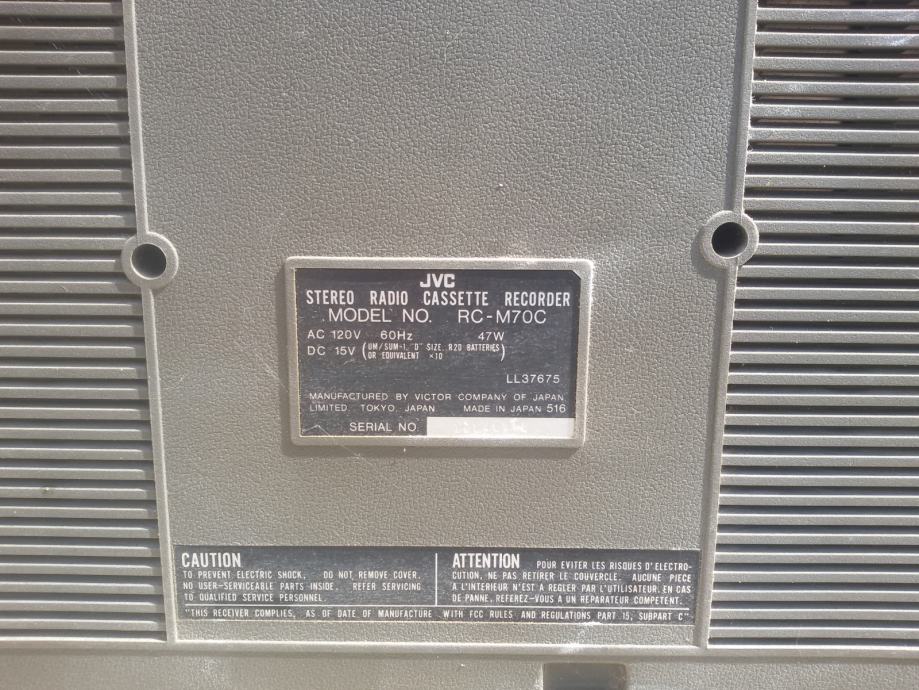 JVC
STEREO RADIO CASSETTE RECORDER
MODEL NO. RC-M70C
AC 120V 60Hz 47W
DC 15V (UM/SUM-1, "D" SIZE, R20 BATTERIES
OR EQUIVALENT ×10)
LL37675
MANUFACTURED BY VICTOR COMPANY OF JAPAN
LIMITED, TOKYO, JAPAN MADE IN JAPAN 516
SERIAL NO.
CAUTION
TO PREVENT ELECTRIC SHOCK, DO NOT REMOVE COVER.
NO USER-SERVICEABLE PARTS INSIDE. REFER SERVICING
TO QUALIFIED SERVICE PERSONNEL.
ATTENTION POUR EVITER LES RISQUES D'ELECTRO-
CUTION, NE PAS RETIRER LE COUVERCLE. AUCUNE PIECE
A L'INTERIEUR N'EST A REGLER PAR L'UTILISATEUR. EN CAS
DE PANNE, REFEREZ-VOUS A UN REPARATEUR COMPETENT.
"THIS RECEIVER COMPLIES, AS OF DATE OF MANUFACTURE WITH FCC RULES AND REGULATIONS PART 15, SUBPART C"